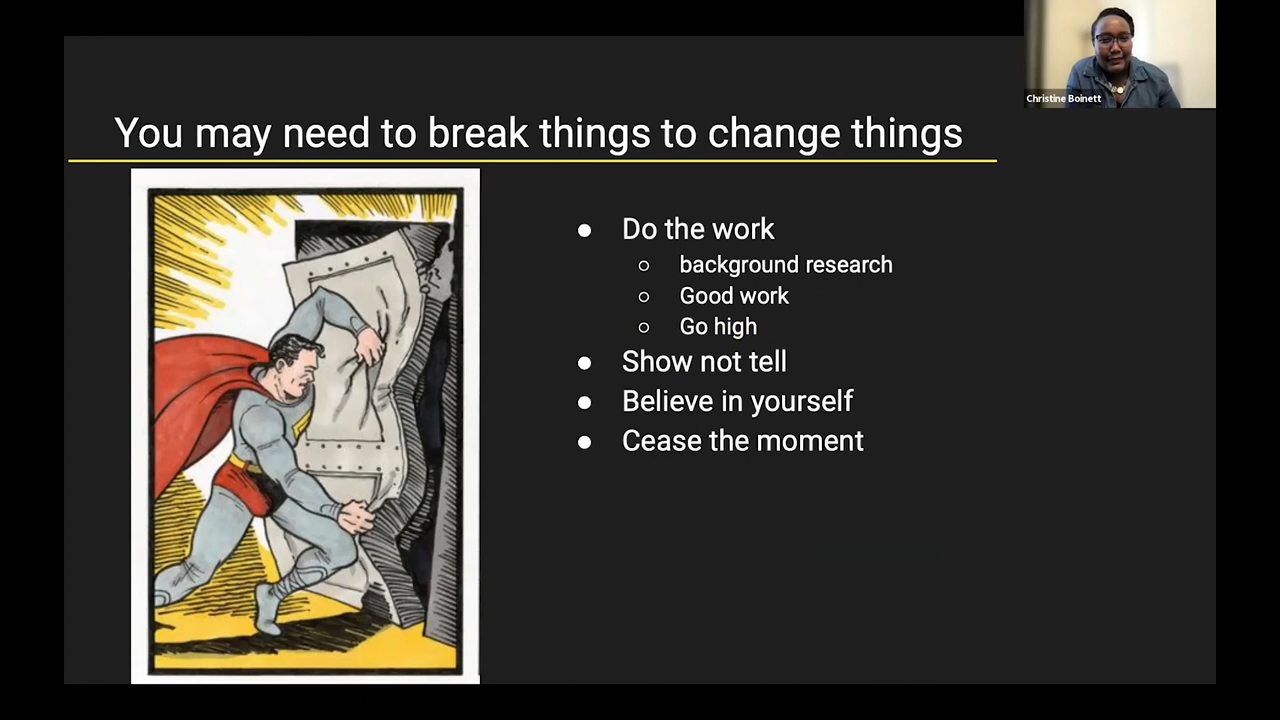 Christine Boinett
You may need to break things to change things
● Do the work
○ background research
○ Good work
○ Go high
● Show not tell
● Believe in yourself
● Cease the moment